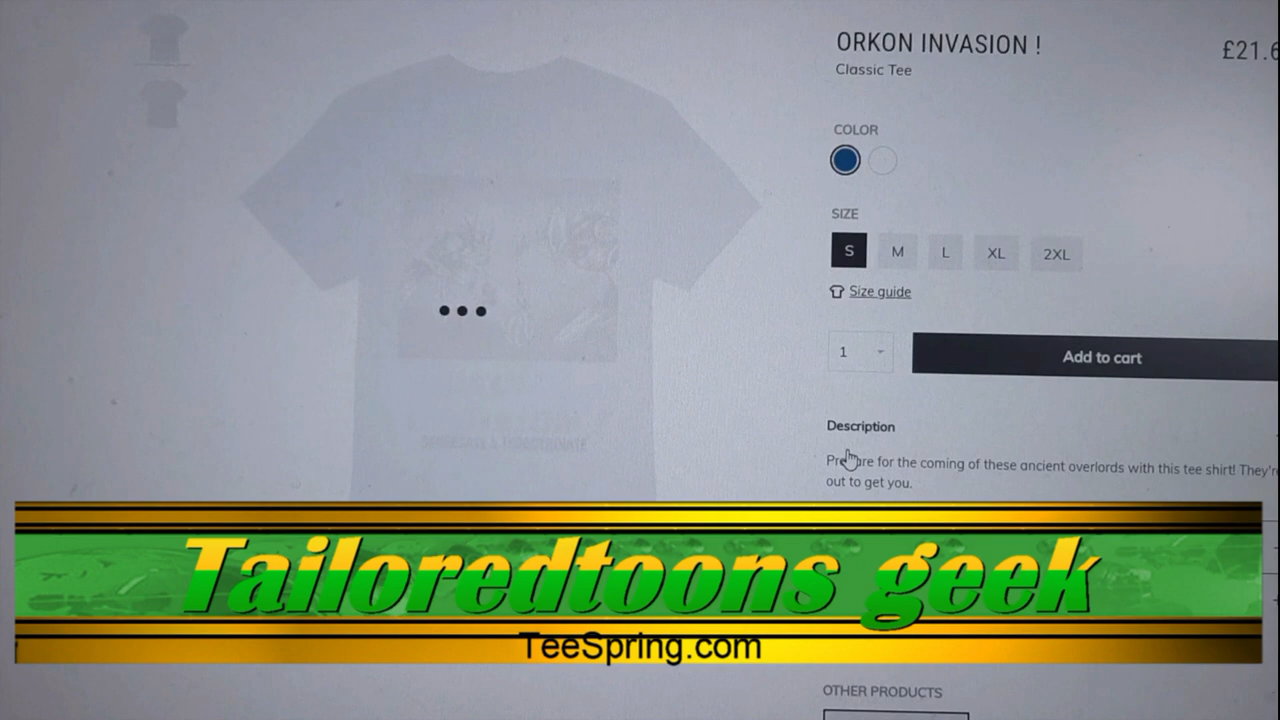 ORKON INVASION !
£21.6
Classic Tee
COLOR
SIZE
S M L XL 2XL
Size guide
1
Add to cart
Description
Prepare for the coming of these ancient overlords with this tee shirt! They'r
out to get you.
Tailoredtoons geek
TeeSpring.com
OTHER PRODUCTS